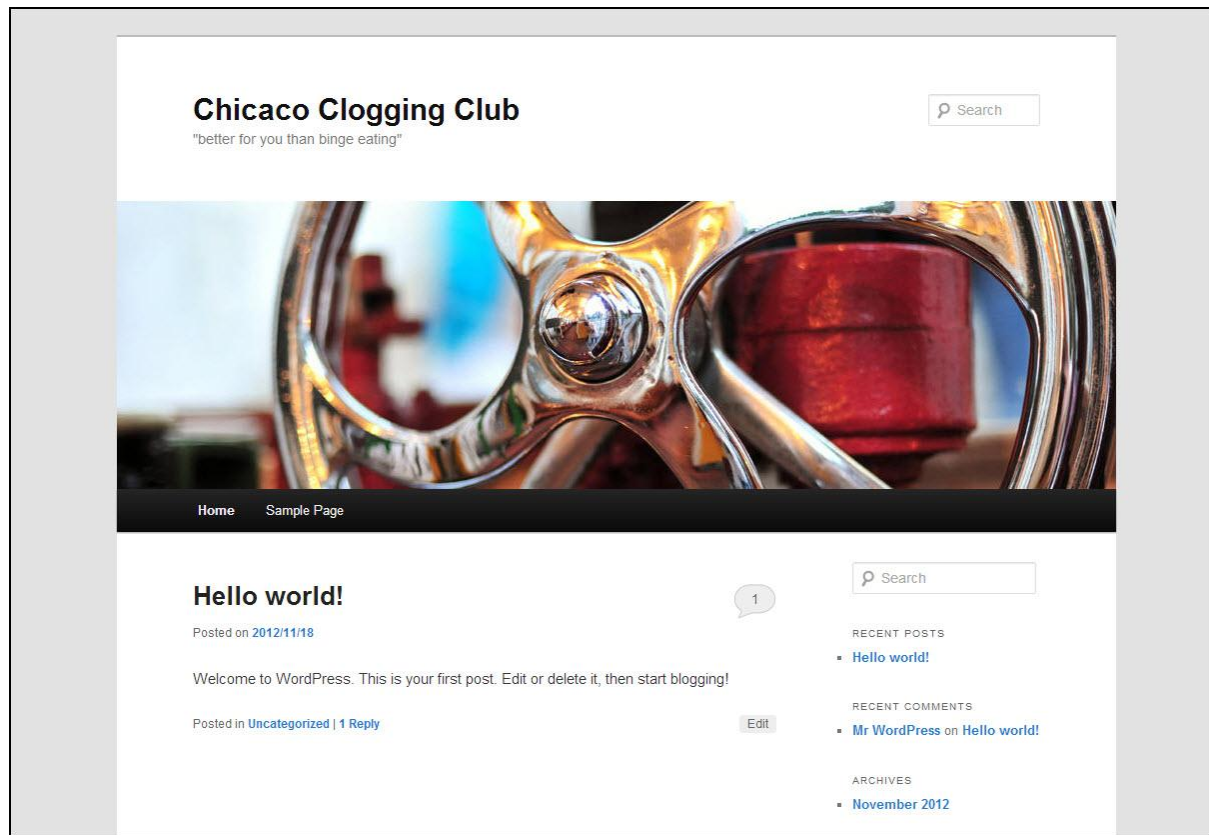 Chicaco Clogging Club
"better for you than binge eating"
Search
Home Sample Page
Hello world!
1
Posted on 2012/11/18
Welcome to WordPress. This is your first post. Edit or delete it, then start blogging!
Posted in Uncategorized | 1 Reply
Edit
Search
RECENT POSTS
Hello world!
RECENT COMMENTS
Mr WordPress on Hello world!
ARCHIVES
November 2012